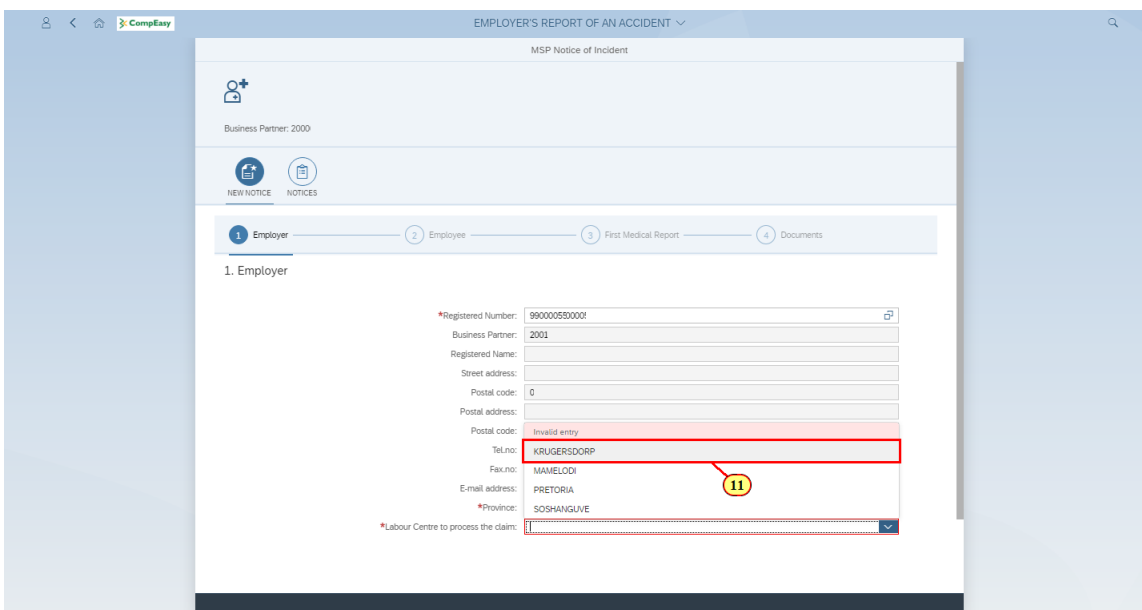 CompEasy EMPLOYER'S REPORT OF AN ACCIDENT
MSP Notice of Incident
Business Partner: 2000
NEW NOTICE NOTICES
1 Employer 2 Employee 3 First Medical Report 4 Documents
1. Employer
*Registered Number: 990000550005
Business Partner: 2001
Registered Name:
Street address:
Postal code: 0
Postal address:
Postal code: Invalid entry
Tel.no: KRUGERSDORP
Fax.no: MAMELODI
11
E-mail address: PRETORIA
*Province: SOSHANGUVE
*Labour Centre to process the claim: